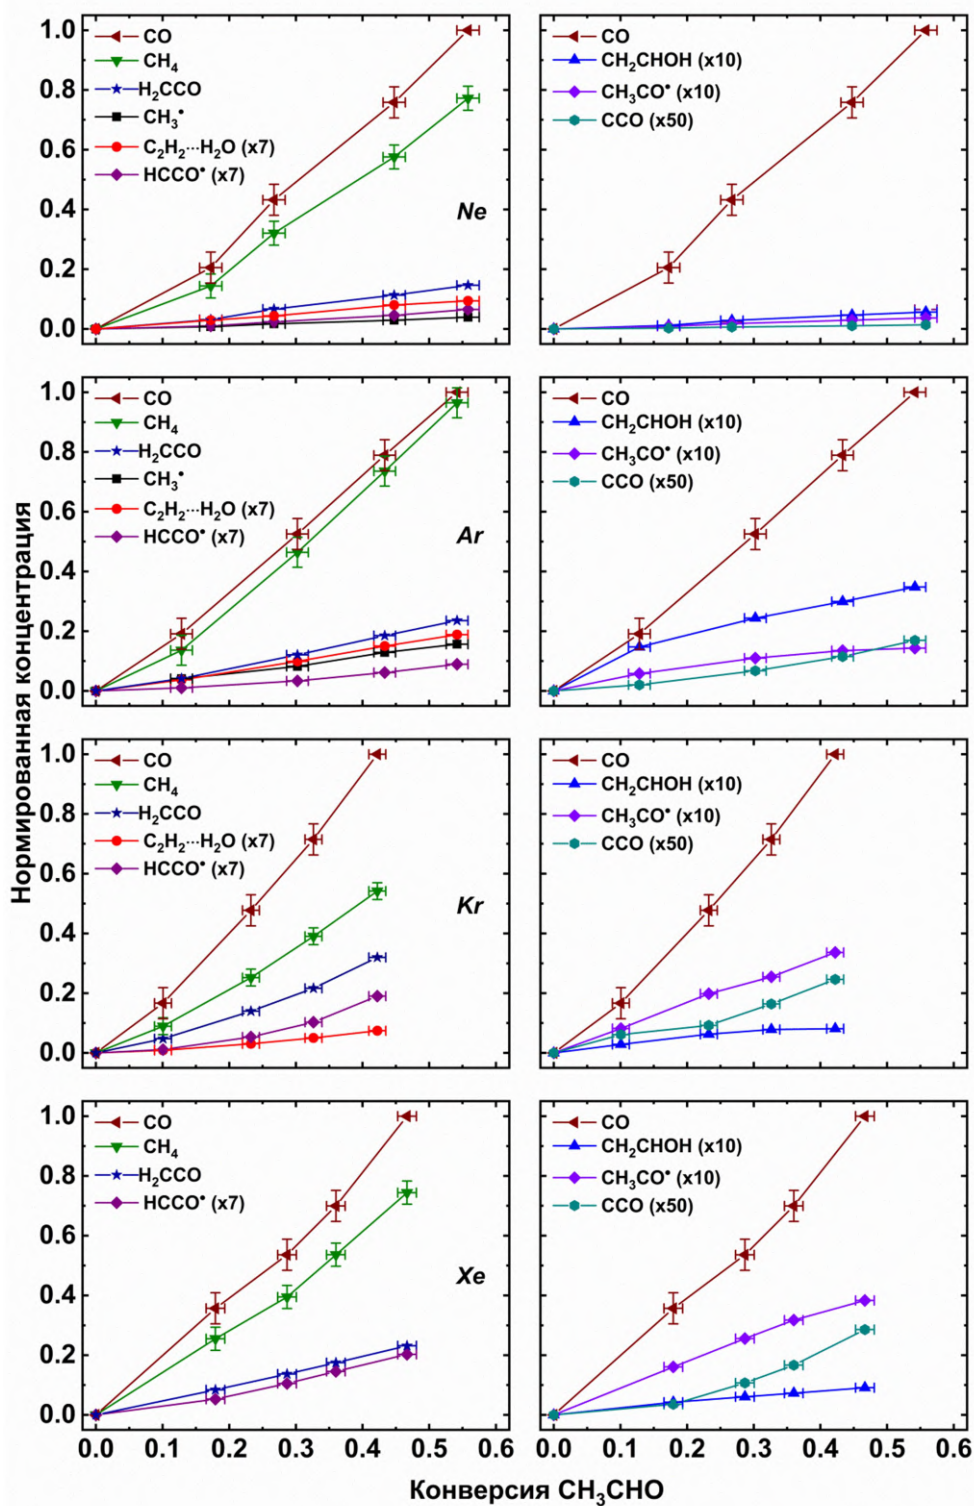 1.0
0.8
0.6
0.4
0.2
0.0
CO
CH₄
H₂CCO
CH₃•
C₂H₂···H₂O (x7)
HCCO• (x7)
Ne
CO
CH₂CHOH (x10)
CH₃CO• (x10)
CCO (x50)
1.0
0.8
0.6
0.4
0.2
0.0
CO
CH₄
H₂CCO
CH₃•
C₂H₂···H₂O (x7)
HCCO• (x7)
Ar
CO
CH₂CHOH (x10)
CH₃CO• (x10)
CCO (x50)
Нормированная концентрация
1.0
0.8
0.6
0.4
0.2
0.0
CO
CH₄
H₂CCO
C₂H₂···H₂O (x7)
HCCO• (x7)
Kr
CO
CH₂CHOH (x10)
CH₃CO• (x10)
CCO (x50)
1.0
0.8
0.6
0.4
0.2
0.0
CO
CH₄
H₂CCO
HCCO• (x7)
Xe
CO
CH₂CHOH (x10)
CH₃CO• (x10)
CCO (x50)
0.0 0.1 0.2 0.3 0.4 0.5 0.6
0.0 0.1 0.2 0.3 0.4 0.5 0.6
Конверсия CH₃CHO